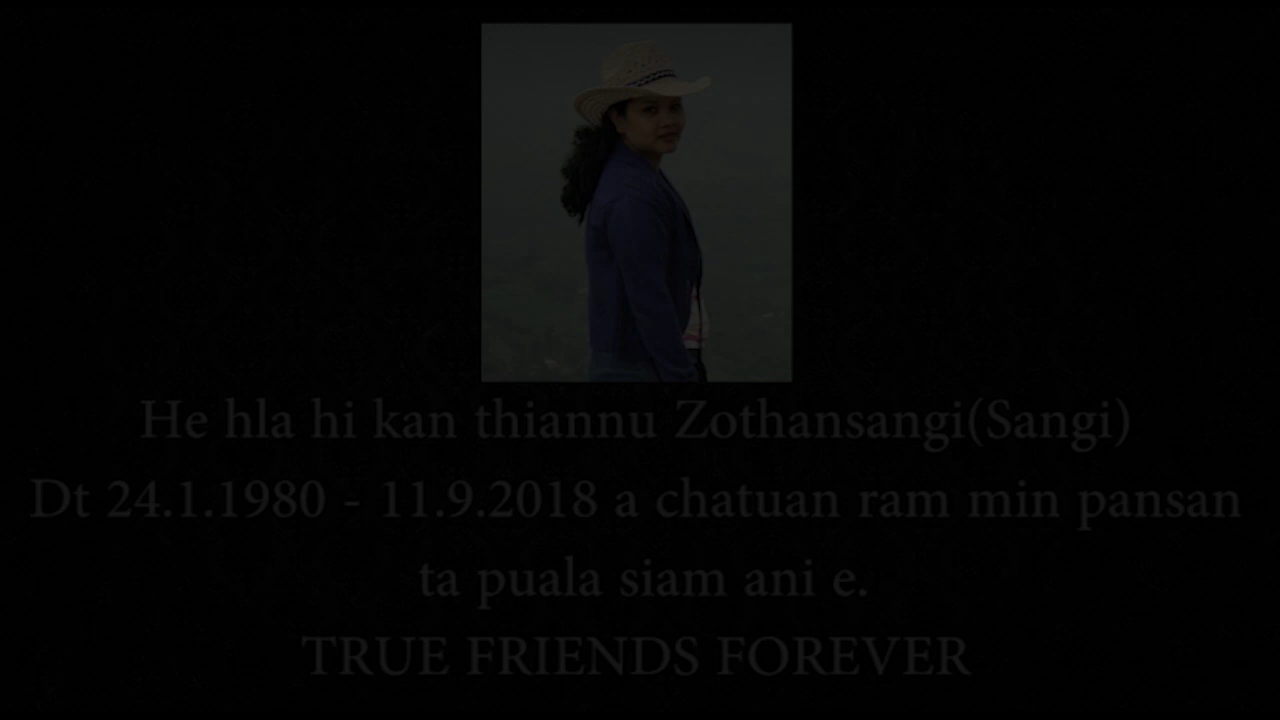 He hla hi kan thiannu Zothansangi(Sangi)
Dt 24.1.1980 - 11.9.2018 a chatuan ram min pansan
ta puala siam ani e.
TRUE FRIENDS FOREVER